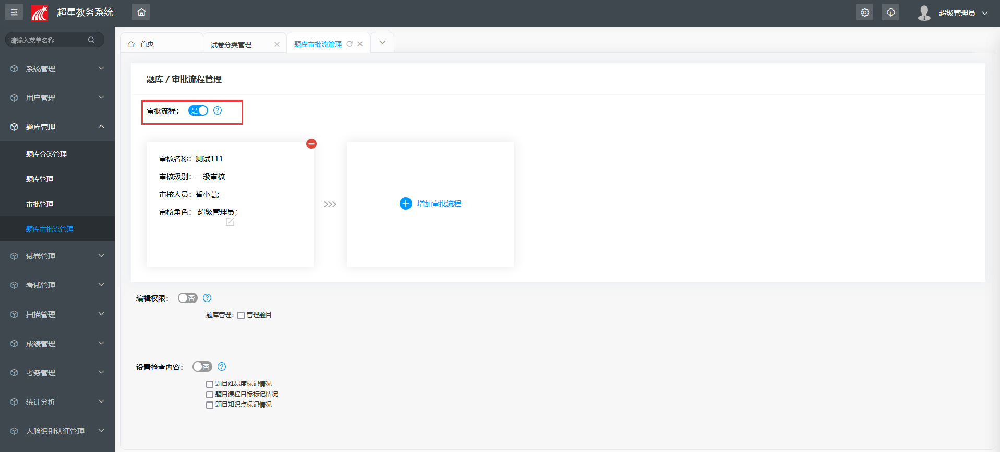 超星教务系统
超级管理员
请输入菜单名称
系统管理
用户管理
题库管理
题库分类管理
题库管理
审批管理
题库审批流管理
试卷管理
考试管理
扫描管理
成绩管理
考务管理
统计分析
人脸识别认证管理
首页
试卷分类管理
题库审批流管理
题库 / 审批流程管理
审批流程： 是
审核名称：测试111
审核级别：一级审核
审核人员：智小慧;
审核角色： 超级管理员；
增加审批流程
编辑权限： 否
题库管理： 管理题目
设置检查内容： 否
题目难易度标记情况
题目课程目标标记情况
题目知识点标记情况